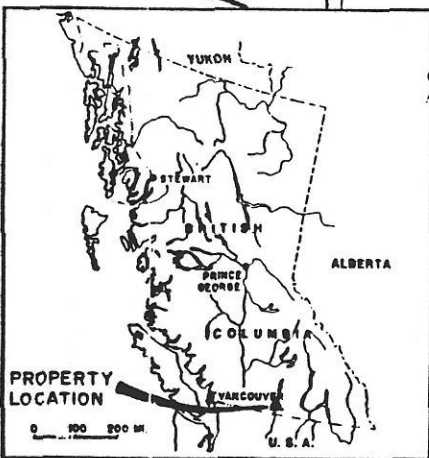 YUKON
STEWART
BRITISH
ALBERTA
PRINCE
GEORGE
COLUMBIA
PROPERTY
LOCATION
VANCOUVER
0 100 200 MI.
U.S.A.